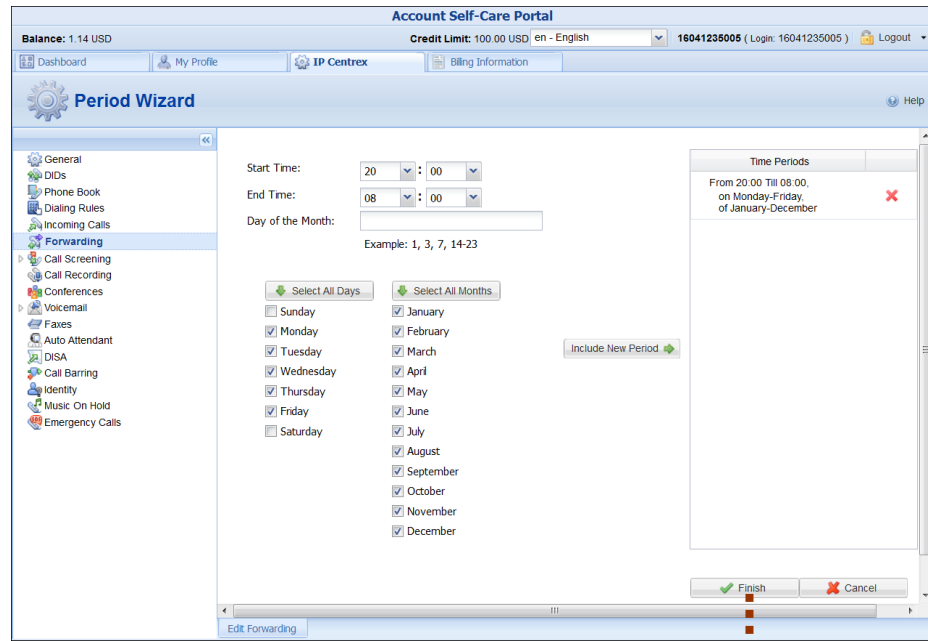 Account Self-Care Portal
Balance: 1.14 USD
Credit Limit: 100.00 USD
en - English
16041235005 ( Login: 16041235005 )
Logout
Dashboard
My Profile
IP Centrex
Billing Information
Period Wizard
Help
General
DIDs
Phone Book
Dialing Rules
Incoming Calls
Forwarding
Call Screening
Call Recording
Conferences
Voicemail
Faxes
Auto Attendant
DISA
Call Barring
Identity
Music On Hold
Emergency Calls
Start Time: 20 : 00
End Time: 08 : 00
Day of the Month:
Example: 1, 3, 7, 14-23
Select All Days
Sunday
Monday
Tuesday
Wednesday
Thursday
Friday
Saturday
Select All Months
January
February
March
April
May
June
July
August
September
October
November
December
Include New Period
Time Periods
From 20:00 Till 08:00,
on Monday-Friday,
of January-December
Finish
Cancel
Edit Forwarding